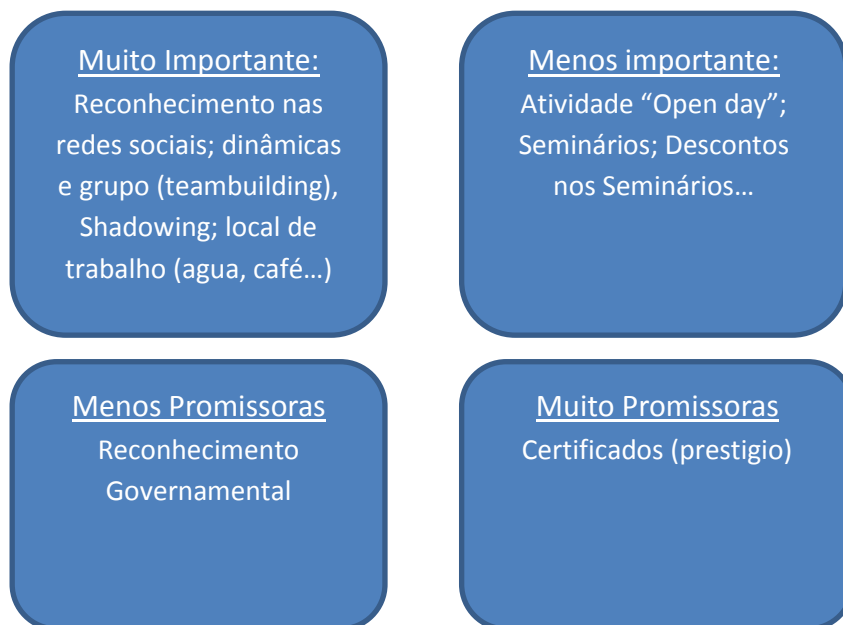 Muito Importante:
Reconhecimento nas
redes sociais; dinâmicas
e grupo (teambuilding),
Shadowing; local de
trabalho (agua, café…)
Menos importante:
Atividade “Open day”;
Seminários; Descontos
nos Seminários…
Menos Promissoras
Reconhecimento
Governamental
Muito Promissoras
Certificados (prestigio)